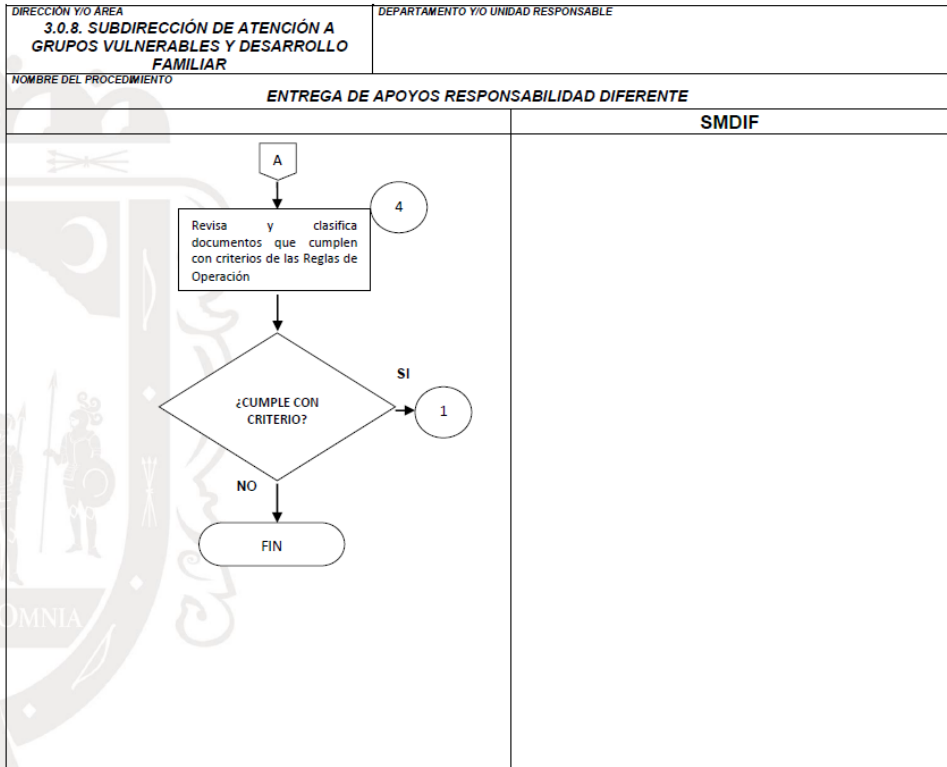 DIRECCIÓN Y/O ÁREA
3.0.8. SUBDIRECCIÓN DE ATENCIÓN A
GRUPOS VULNERABLES Y DESARROLLO
FAMILIAR
DEPARTAMENTO Y/O UNIDAD RESPONSABLE
NOMBRE DEL PROCEDIMIENTO
ENTREGA DE APOYOS RESPONSABILIDAD DIFERENTE
SMDIF
A
4
Revisa y clasifica
documentos que cumplen
con criterios de las Reglas de
Operación
¿CUMPLE CON
CRITERIO?
SI
1
NO
FIN
OMNIA